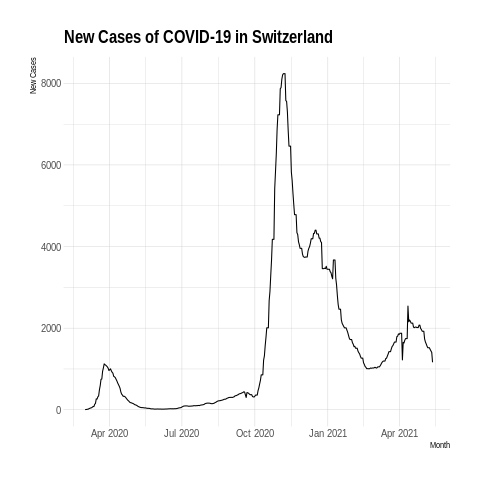 New Cases of COVID-19 in Switzerland
New Cases
8000
6000
4000
2000
0
Apr 2020 Jul 2020 Oct 2020 Jan 2021 Apr 2021
Month